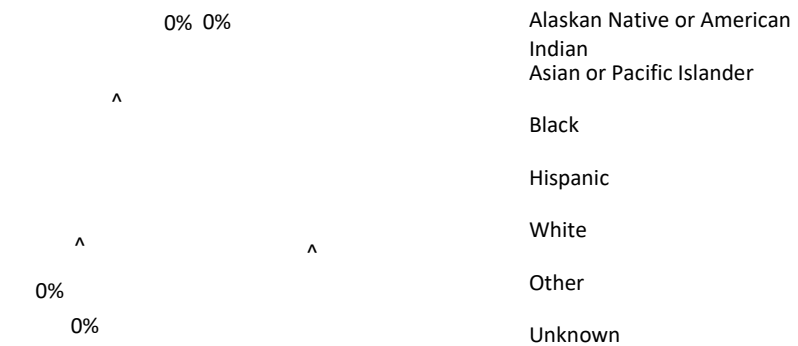 0% 0%
^
^
^
0%
0%
Alaskan Native or American
Indian
Asian or Pacific Islander
Black
Hispanic
White
Other
Unknown